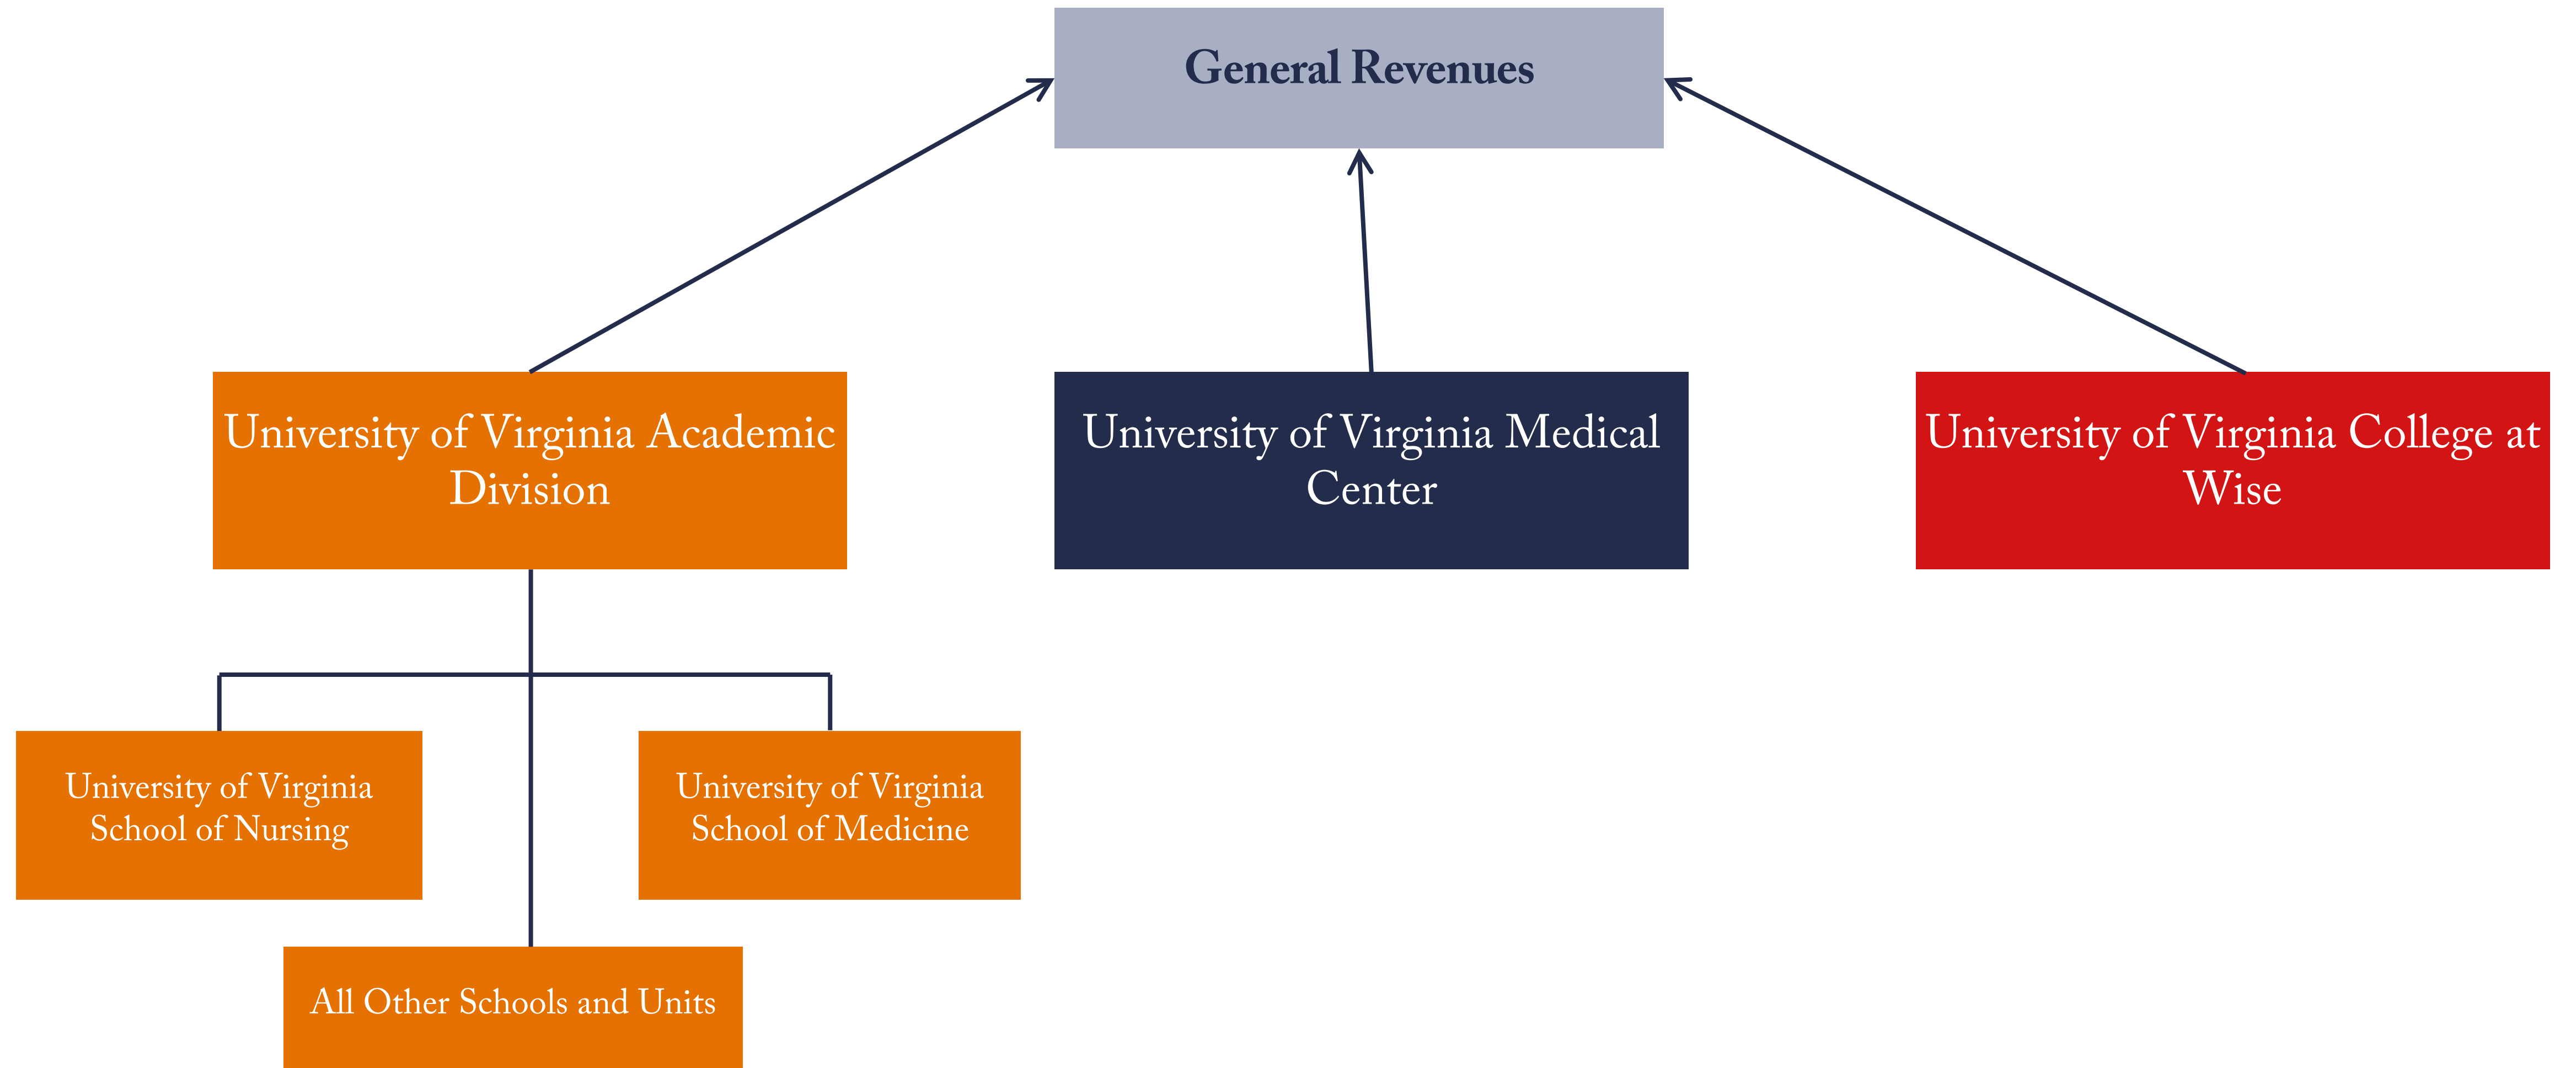 General Revenues
University of Virginia Academic
Division
University of Virginia Medical
Center
University of Virginia College at
Wise
University of Virginia
School of Nursing
University of Virginia
School of Medicine
All Other Schools and Units